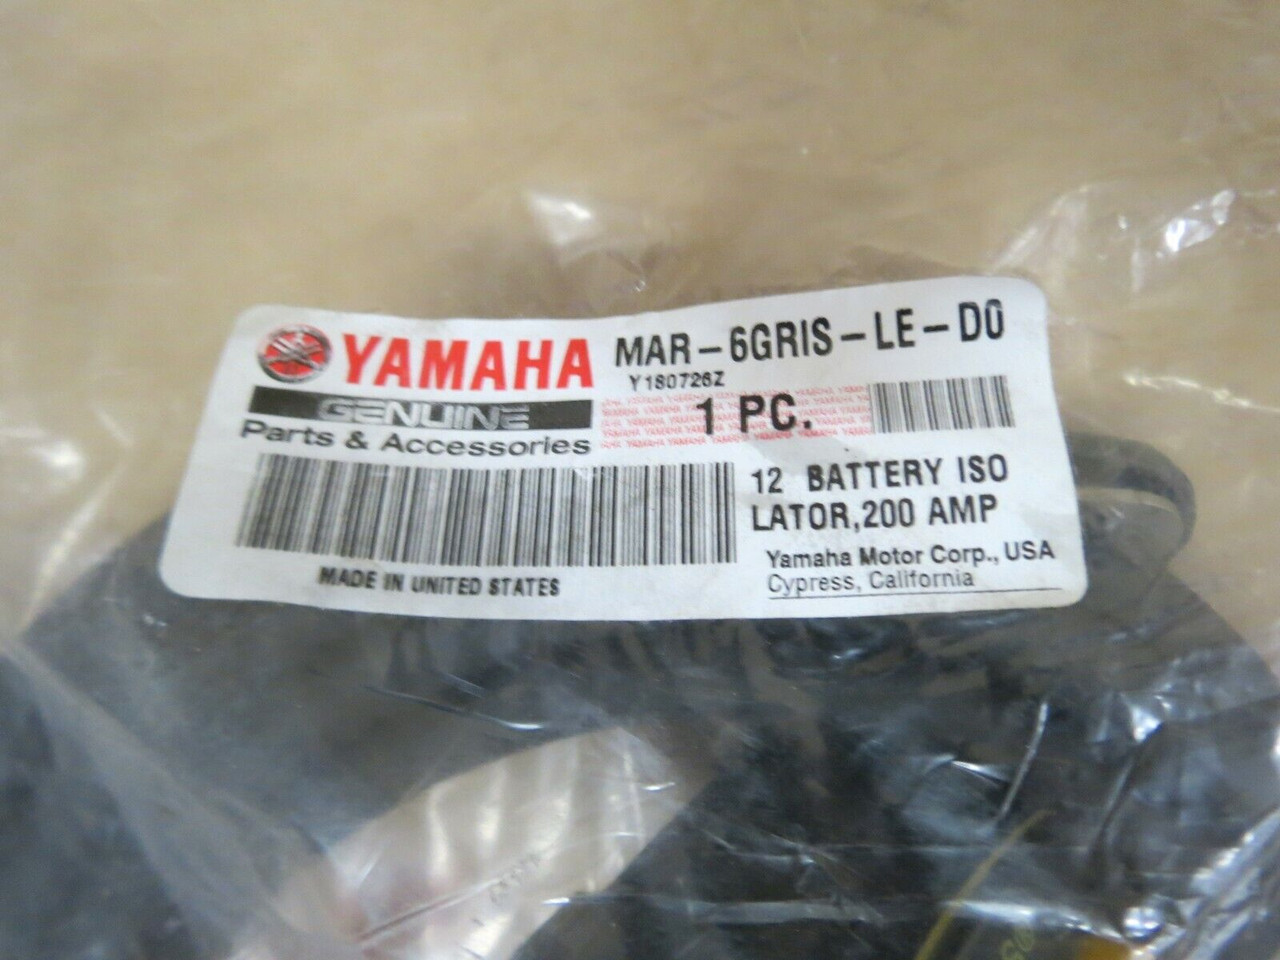 YAMAHA
GENUINE
Parts & Accessories
MAR-6GRIS-LE-D0
Y180726Z
1 PC.
12 BATTERY ISO
LATOR,200 AMP
Yamaha Motor Corp., USA
Cypress, California
MADE IN UNITED STATES